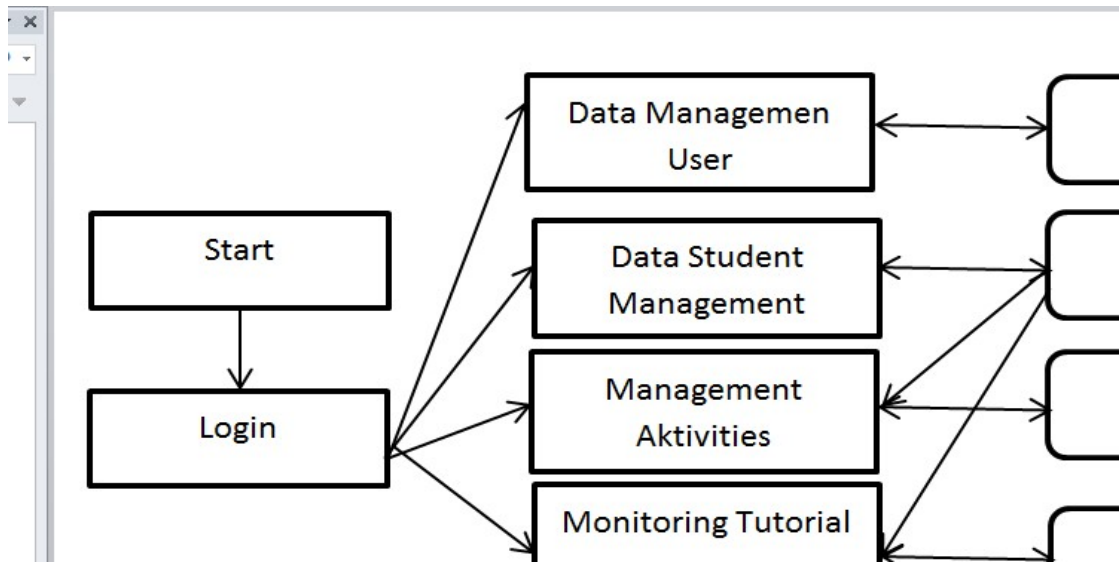 Start
Login
Data Managemen
User
Data Student
Management
Management
Aktivities
Monitoring Tutorial